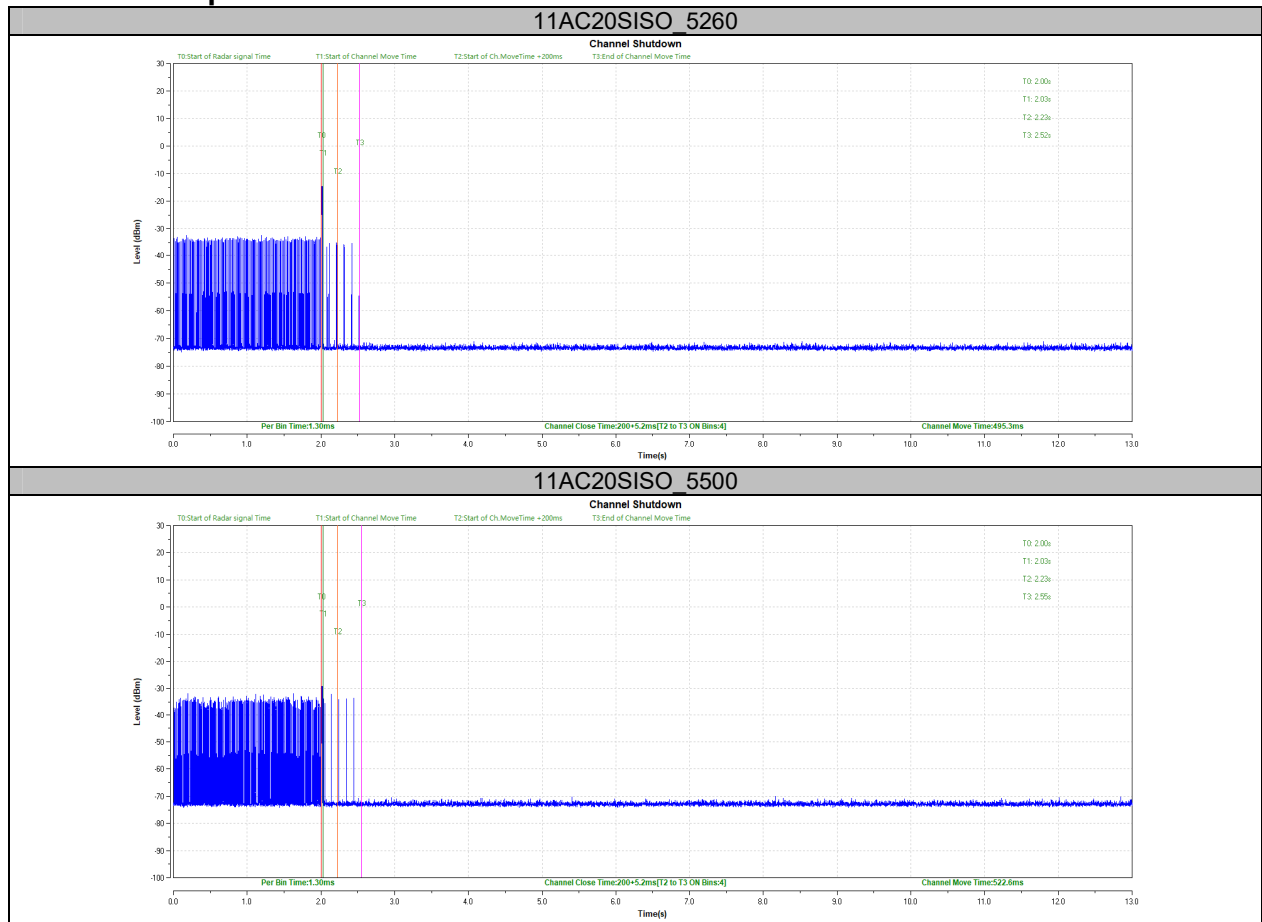 11AC20SISO_5260
Channel Shutdown
T0:Start of Radar signal Time T1:Start of Channel Move Time T2:Start of Ch.MoveTime +200ms T3:End of Channel Move Time
30
20
10
0
-10
-20
-30
-40
-50
-60
-70
-80
-90
-100
Level (dBm)
T0
T1
T2
T3
T0: 2.00s
T1: 2.03s
T2: 2.23s
T3: 2.52s
Per Bin Time:1.30ms Channel Close Time:200+5.2ms[T2 to T3 ON Bins:4] Channel Move Time:495.3ms
0.0 1.0 2.0 3.0 4.0 5.0 6.0 7.0 8.0 9.0 10.0 11.0 12.0 13.0
Time(s)
11AC20SISO_5500
Channel Shutdown
T0:Start of Radar signal Time T1:Start of Channel Move Time T2:Start of Ch.MoveTime +200ms T3:End of Channel Move Time
30
20
10
0
-10
-20
-30
-40
-50
-60
-70
-80
-90
-100
Level (dBm)
T0
T1
T2
T3
T0: 2.00s
T1: 2.03s
T2: 2.23s
T3: 2.55s
Per Bin Time:1.30ms Channel Close Time:200+5.2ms[T2 to T3 ON Bins:4] Channel Move Time:522.6ms
0.0 1.0 2.0 3.0 4.0 5.0 6.0 7.0 8.0 9.0 10.0 11.0 12.0 13.0
Time(s)